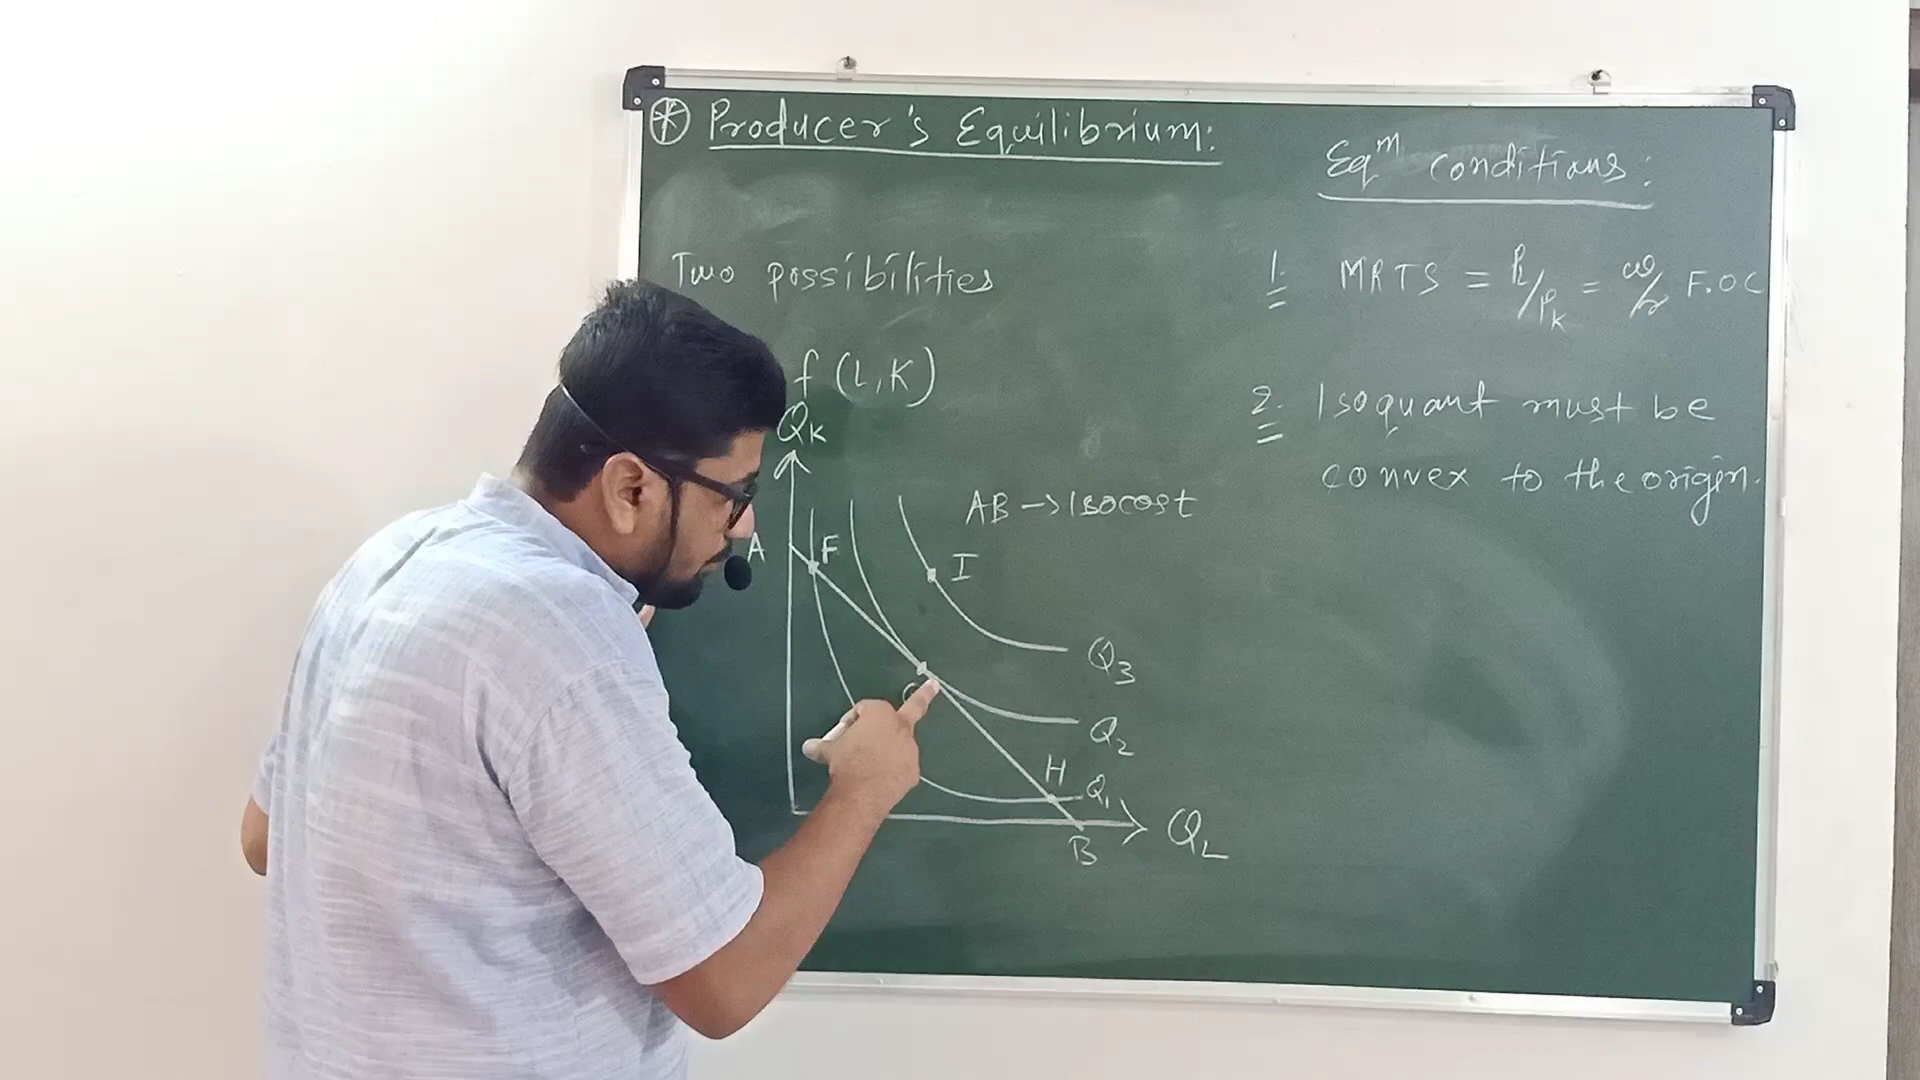 * Producer's Equilibrium:
Eqᵐ conditions:
Two possibilities
1. MRTS = PL/PK = w/r F.O.C
f (L,K)
2. Isoquant must be
convex to the origin.
QK
AB → Isocost
A F
I
Q3
Q2
H
Q1
QL
B